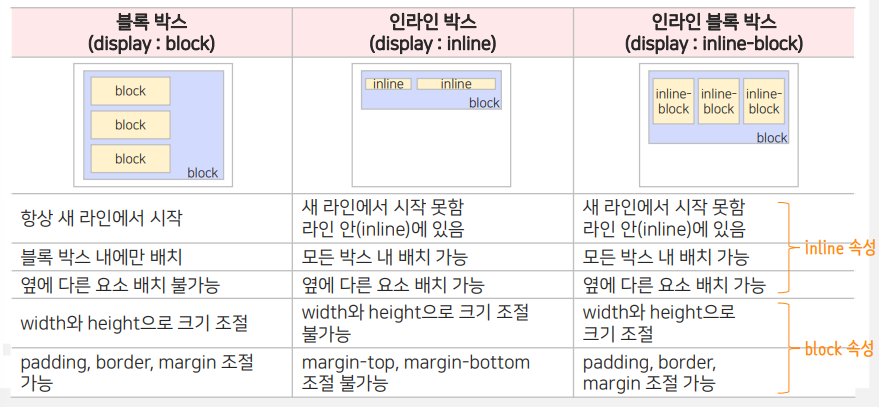 블록 박스
(display : block)
인라인 박스
(display : inline)
인라인 블록 박스
(display : inline-block)
block
block
block
block
inline
inline
block
inline-
block
inline-
block
inline-
block
block
항상 새 라인에서 시작
새 라인에서 시작 못함
라인 안(inline)에 있음
새 라인에서 시작 못함
라인 안(inline)에 있음
블록 박스 내에만 배치
모든 박스 내 배치 가능
모든 박스 내 배치 가능
옆에 다른 요소 배치 불가능
옆에 다른 요소 배치 가능
옆에 다른 요소 배치 가능
inline 속성
width와 height으로 크기 조절
width와 height으로 크기 조절
불가능
width와 height으로
크기 조절
padding, border, margin 조절
가능
margin-top, margin-bottom
조절 불가능
padding, border,
margin 조절 가능
block 속성